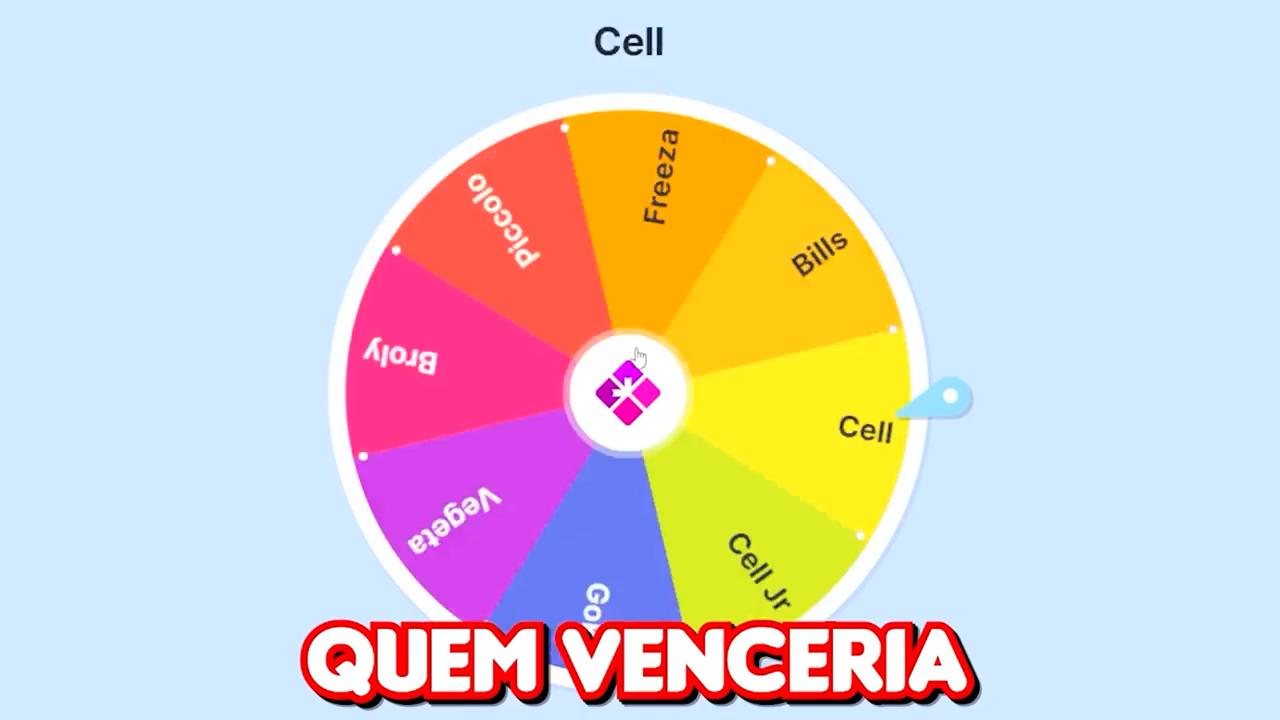 Cell
Freeza
Bills
Cell
Cell Jr
Vegeta
Broly
Piccolo
QUEM VENCERIA